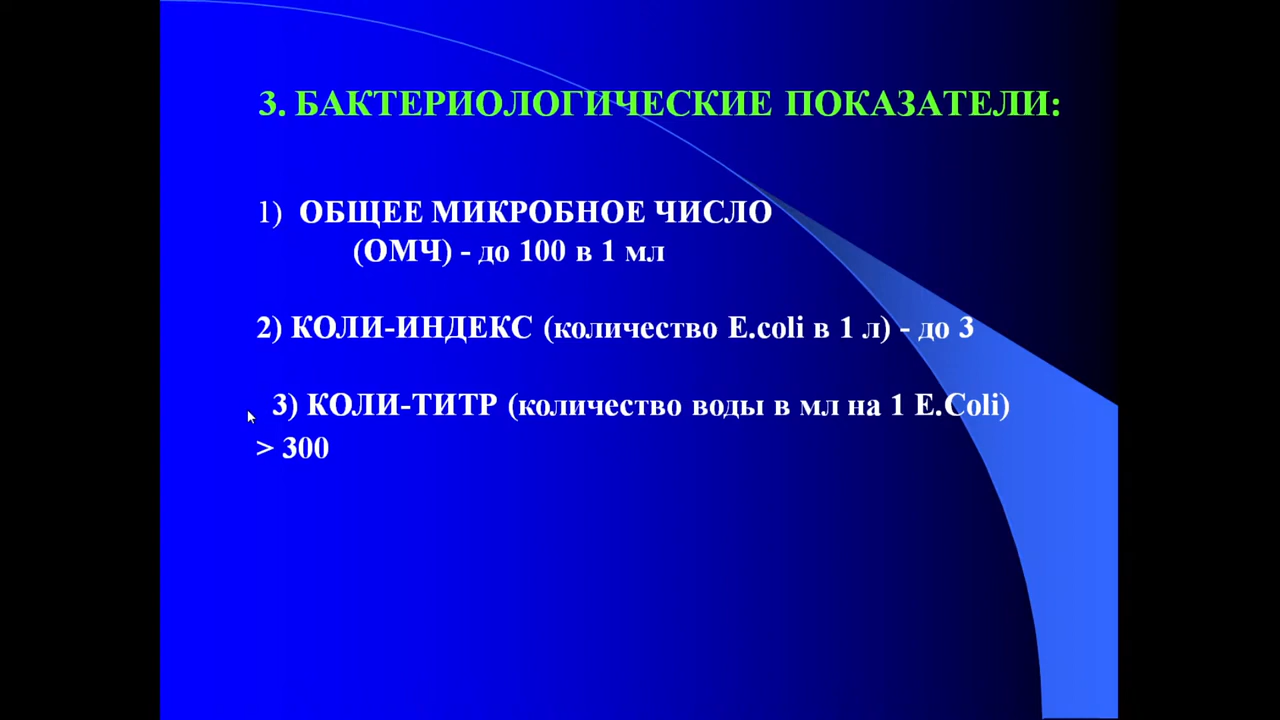 3. БАКТЕРИОЛОГИЧЕСКИЕ ПОКАЗАТЕЛИ:
1) ОБЩЕЕ МИКРОБНОЕ ЧИСЛО
(ОМЧ) - до 100 в 1 мл
2) КОЛИ-ИНДЕКС (количество E.coli в 1 л) - до 3
3) КОЛИ-ТИТР (количество воды в мл на 1 E.Coli)
> 300